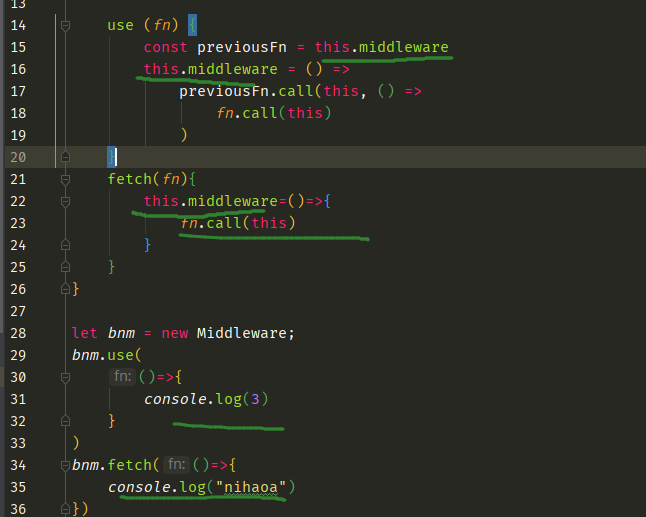 13
14 use (fn) {
15 const previousFn = this.middleware
16 this.middleware = () =>
17 previousFn.call(this, () =>
18 fn.call(this)
19 )
20 }
21 fetch(fn){
22 this.middleware=()=>{
23 fn.call(this)
24 }
25 }
26 }
27
28 let bnm = new Middleware;
29 bnm.use(
30 fn: ()=>{
31 console.log(3)
32 }
33 )
34 bnm.fetch( fn: ()=>{
35 console.log("nihaoa")
36 })